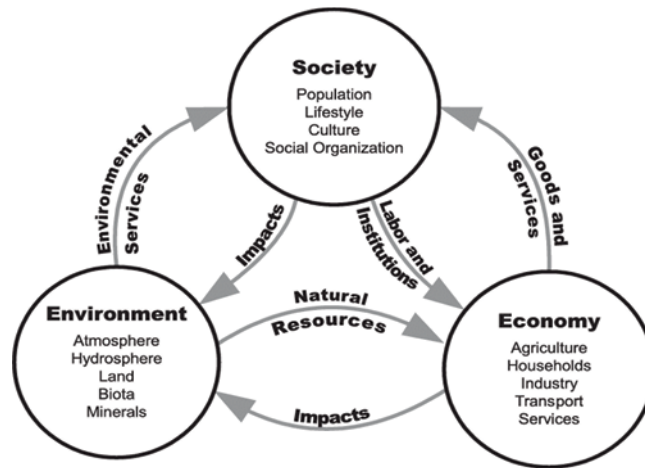 Society
Population
Lifestyle
Culture
Social Organization
Environmental
Services
Goods and
Services
Impacts
Labor and
Institutions
Environment
Atmosphere
Hydrosphere
Land
Biota
Minerals
Natural
Resources
Economy
Agriculture
Households
Industry
Transport
Services
Impacts